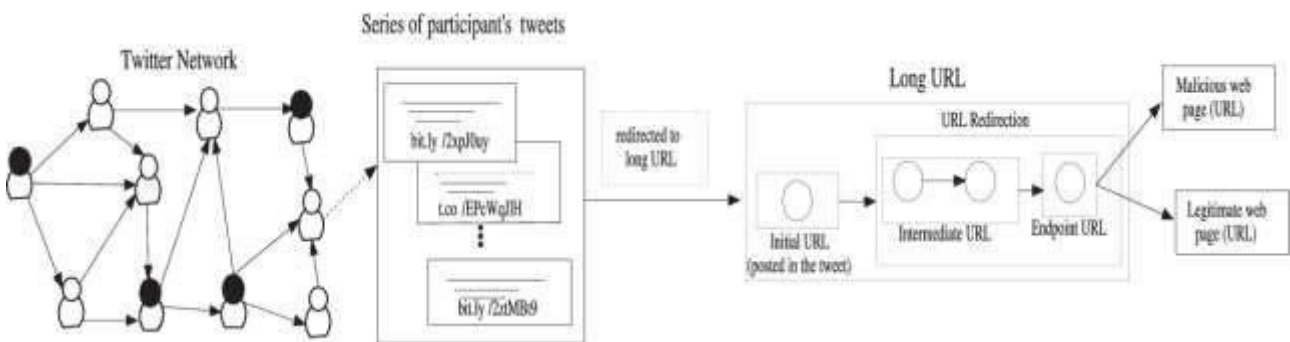 Series of participant's tweets
Twitter Network
bit.ly /2xpJ0uy
t.co /EPcWqJlH
bit.ly /2ztMBt9
redirected to
long URL
Long URL
URL Redirection
Initial URL
(posted in the tweet)
Intermediate URL
Endpoint URL
Malicious web
page (URL)
Legitimate web
page (URL)